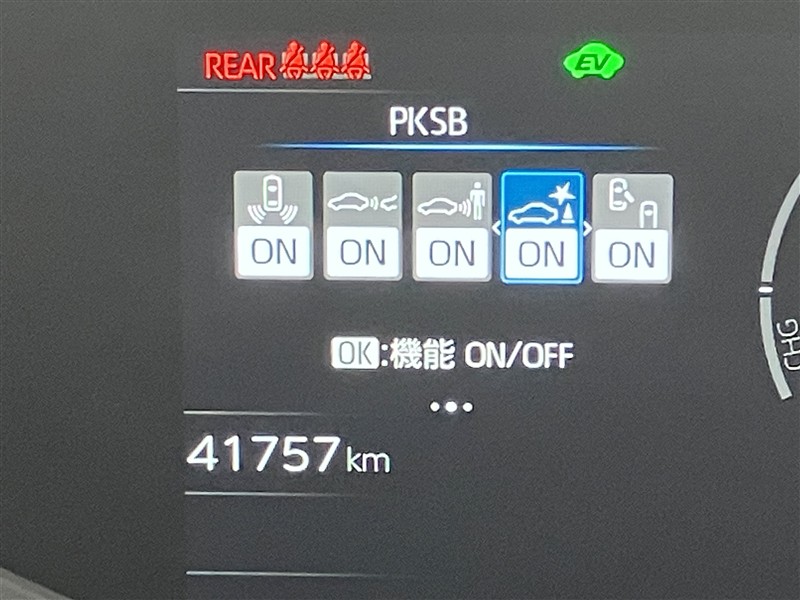 REAR EV
PKSB
ON ON ON ON ON
OK:機能 ON/OFF
CHG
41757km